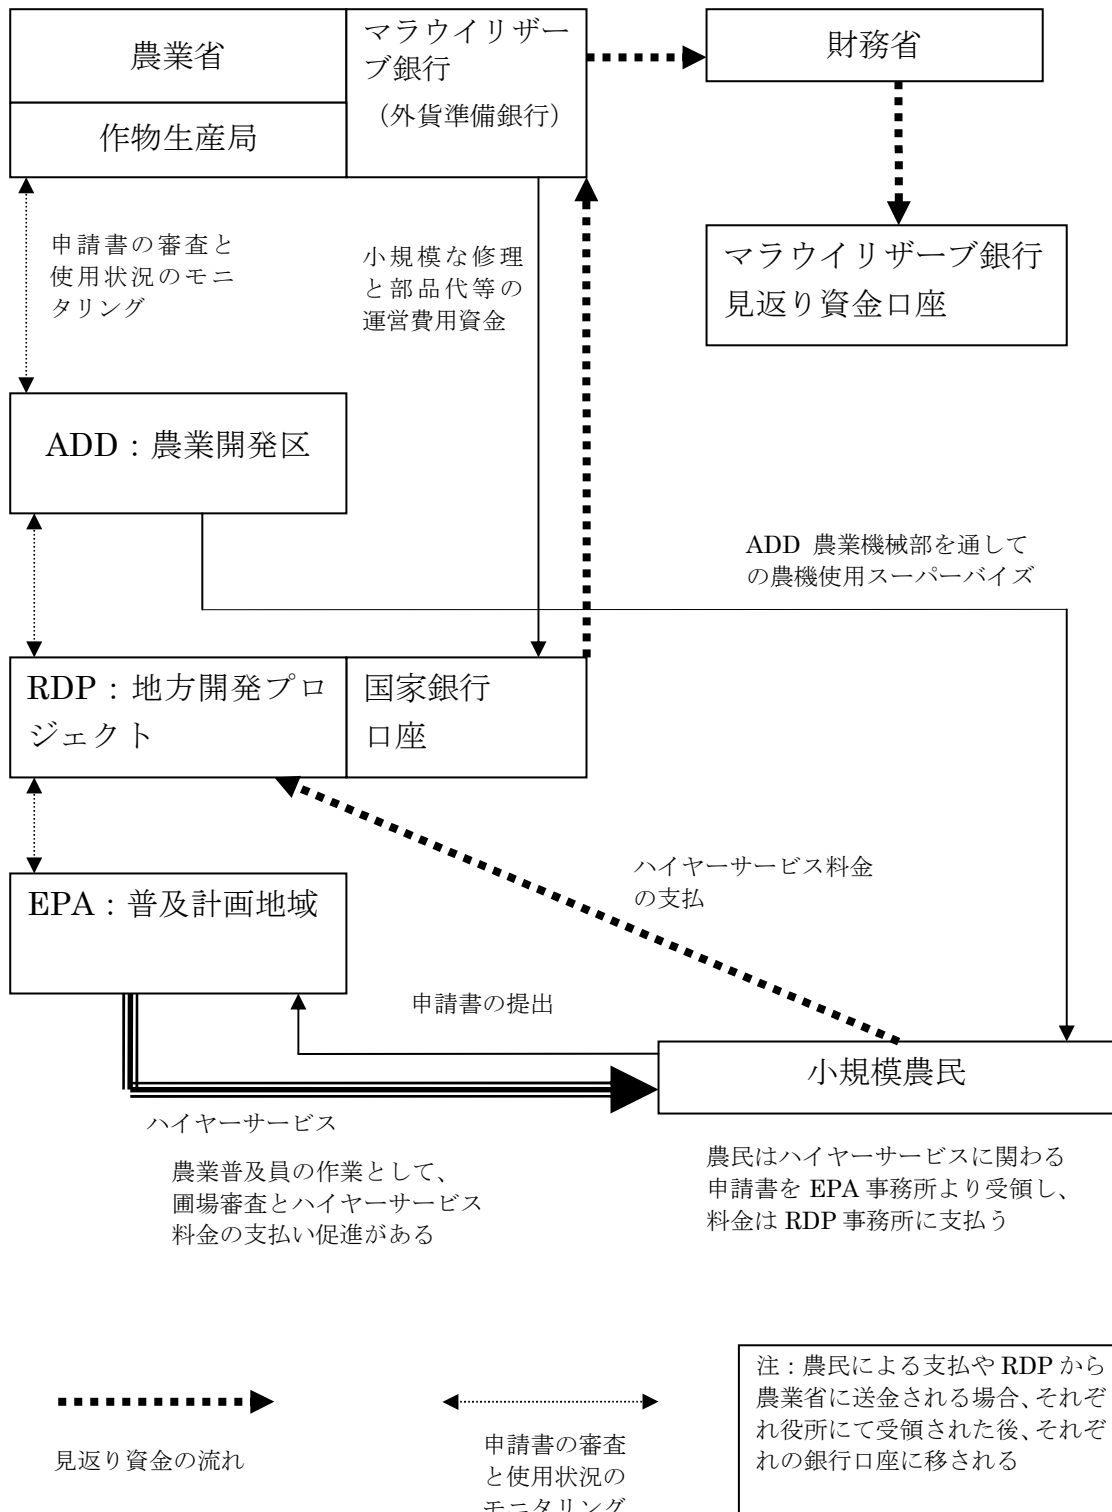 農業省
作物生産局
マラウイリザー
ブ銀行
（外貨準備銀行）
財務省
申請書の審査と
使用状況のモニ
タリング
小規模な修理
と部品代等の
運営費用資金
マラウイリザーブ銀行
見返り資金口座
ADD：農業開発区
ADD 農業機械部を通して
の農機使用スーパーバイズ
RDP：地方開発プロ
ジェクト
国家銀行
口座
ハイヤーサービス料金
の支払
EPA：普及計画地域
申請書の提出
小規模農民
ハイヤーサービス
農業普及員の作業として、
圃場審査とハイヤーサービス
料金の支払い促進がある
農民はハイヤーサービスに関わる
申請書を EPA 事務所より受領し、
料金は RDP 事務所に支払う
見返り資金の流れ
申請書の審査
と使用状況の
モニタリング
注：農民による支払や RDP から
農業省に送金される場合、それぞ
れ役所にて受領された後、それぞ
れの銀行口座に移される